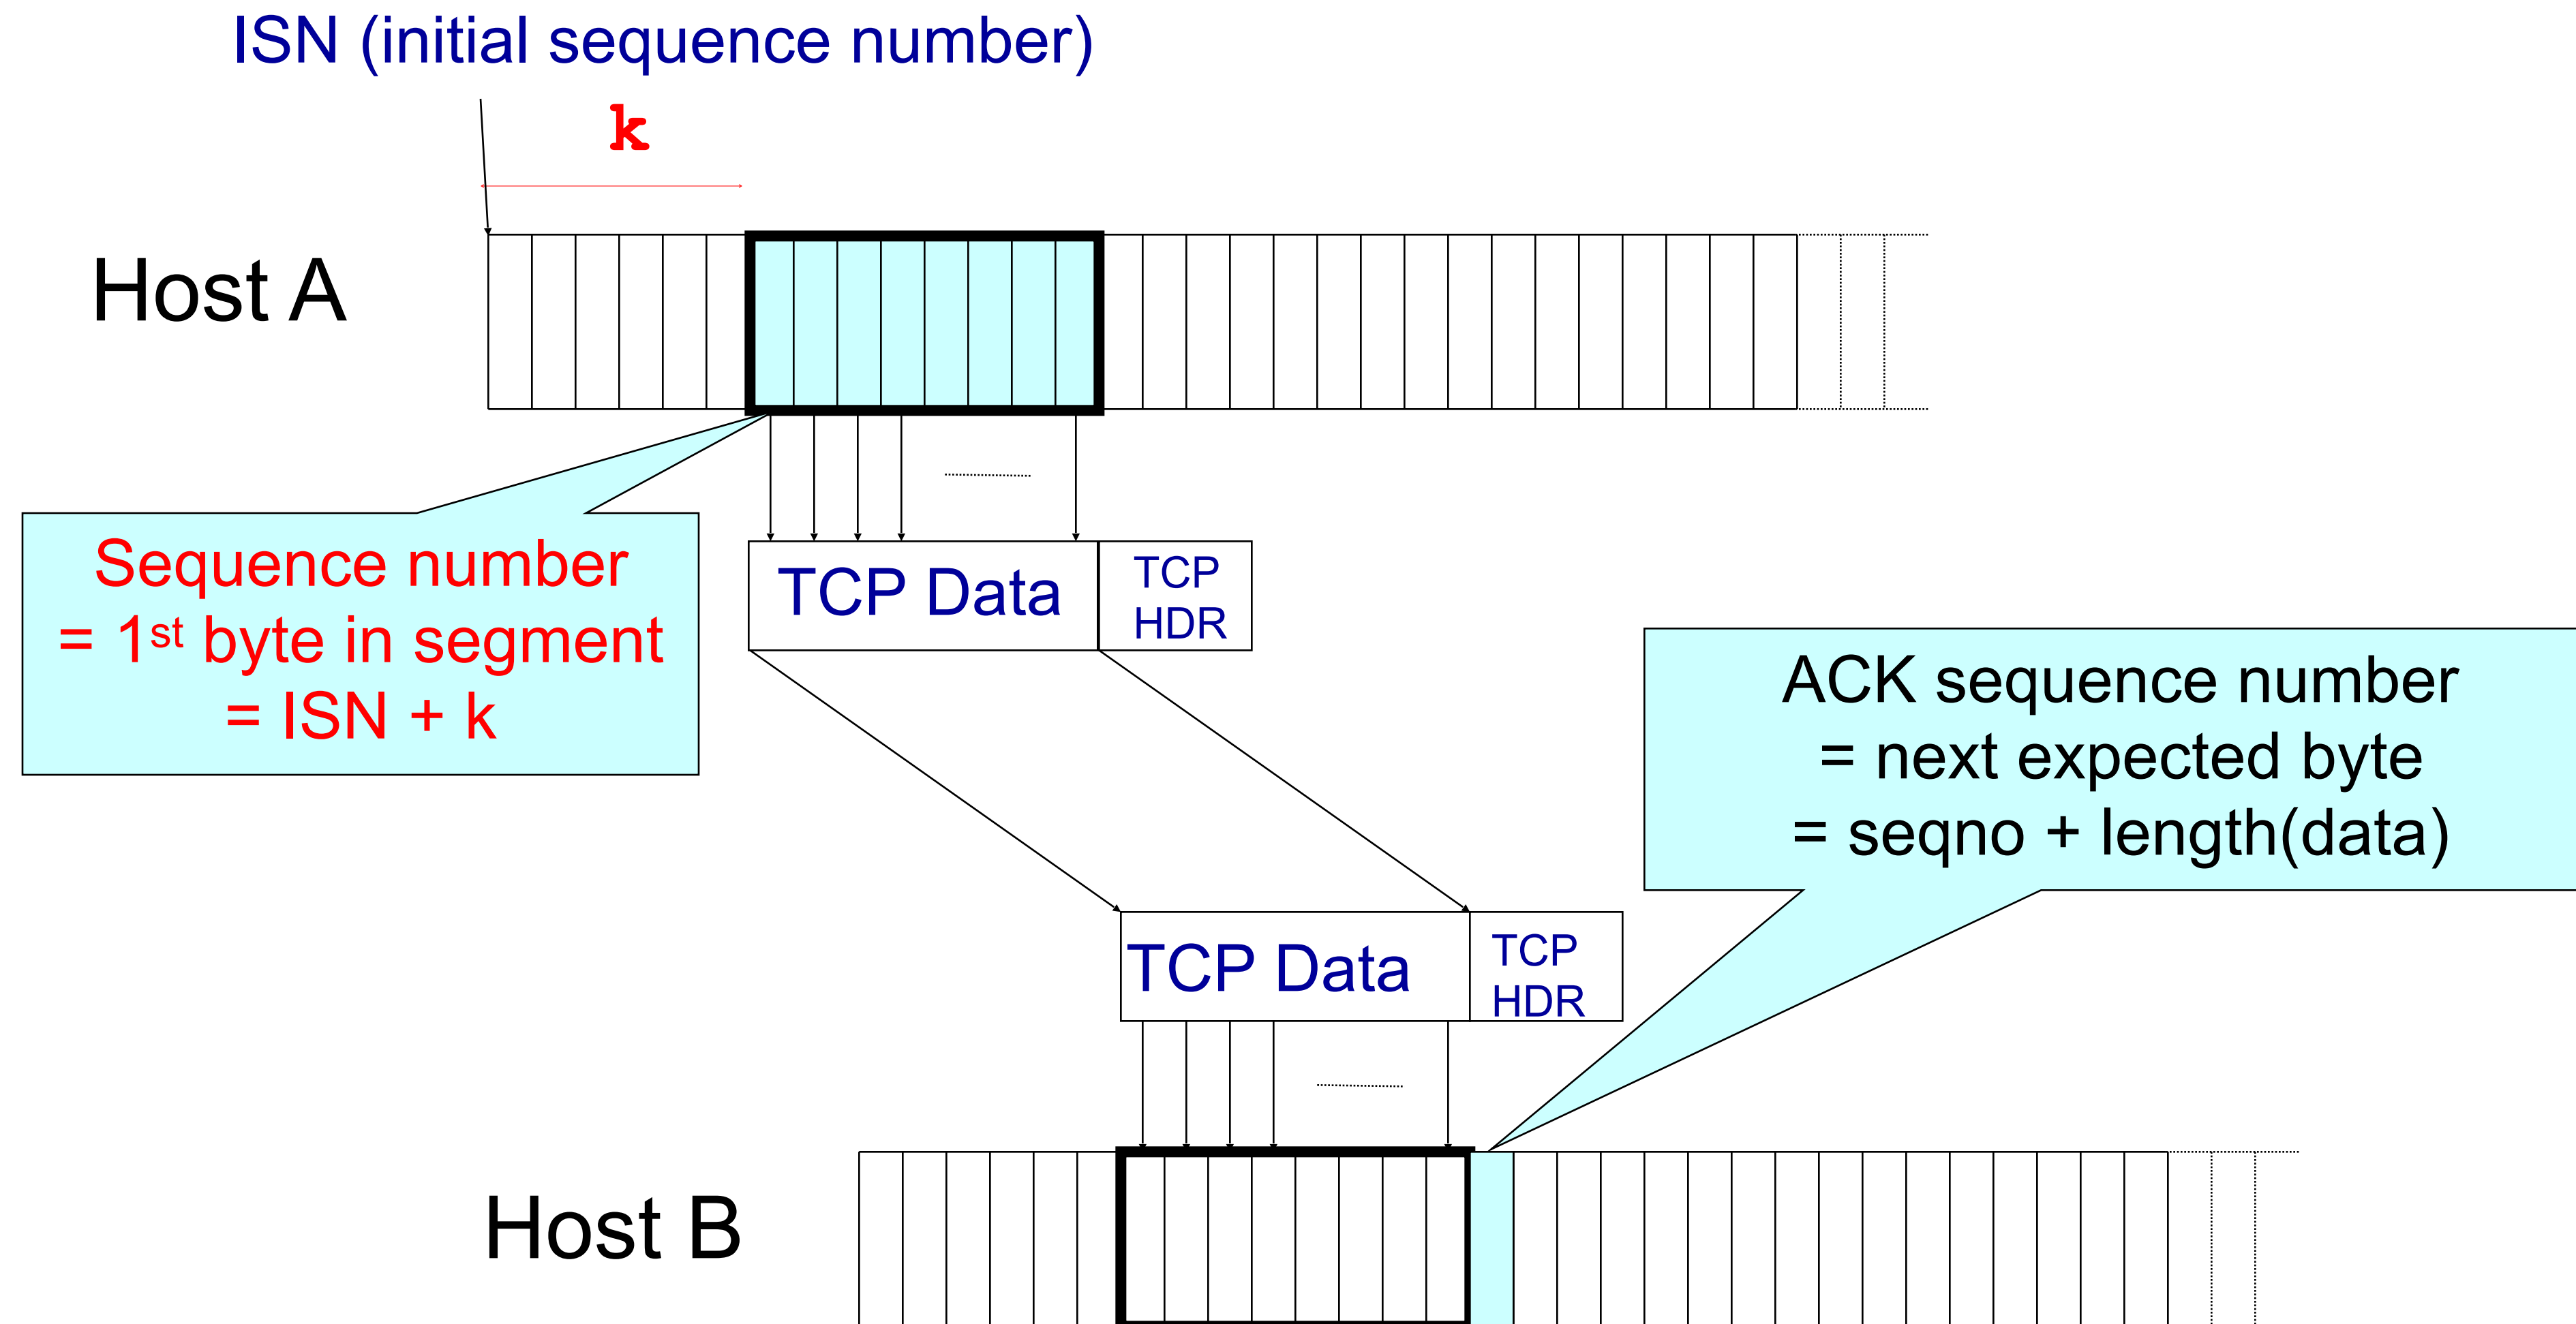 ISN (initial sequence number)
k
Host A
Sequence number
= 1st byte in segment
= ISN + k
TCP Data
TCP
HDR
ACK sequence number
= next expected byte
= seqno + length(data)
TCP Data
TCP
HDR
Host B